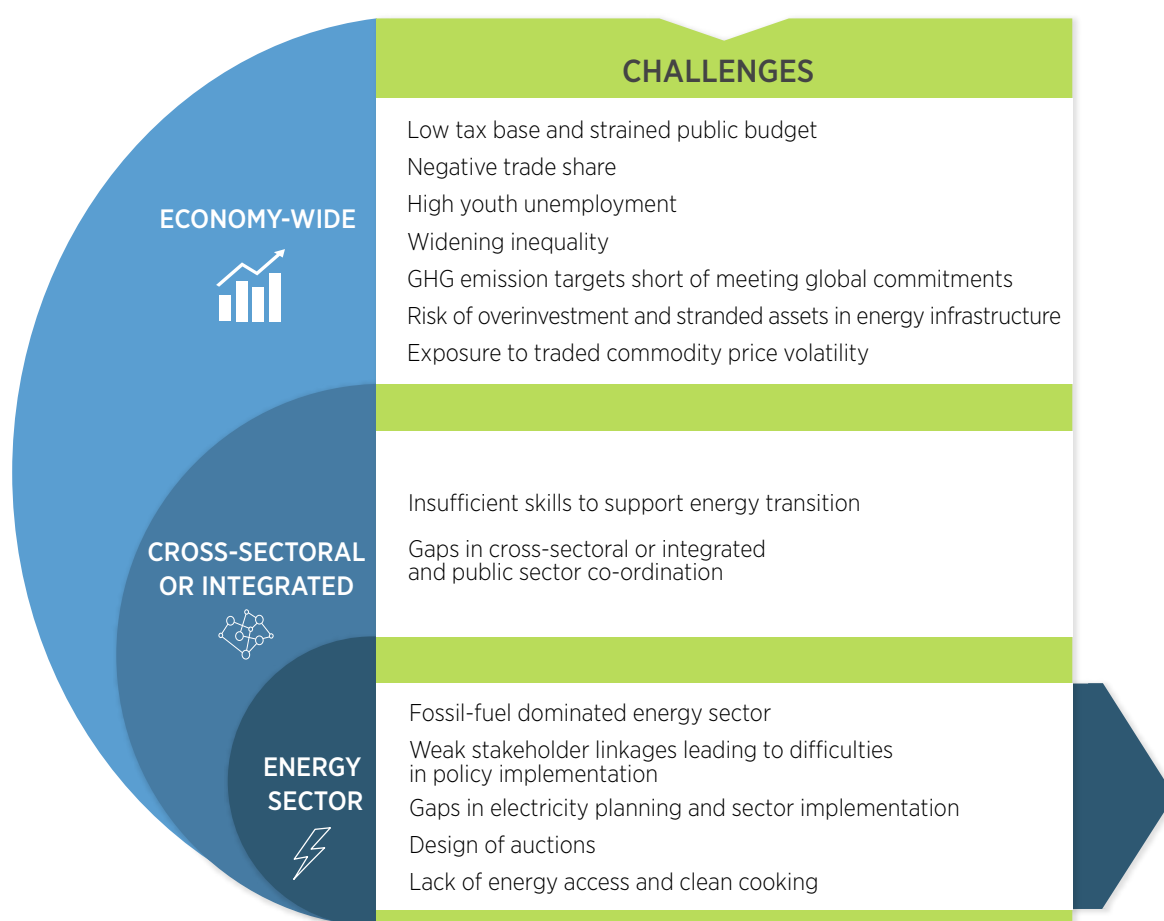 CHALLENGES
ECONOMY-WIDE
Low tax base and strained public budget
Negative trade share
High youth unemployment
Widening inequality
GHG emission targets short of meeting global commitments
Risk of overinvestment and stranded assets in energy infrastructure
Exposure to traded commodity price volatility
CROSS-SECTORAL
OR INTEGRATED
Insufficient skills to support energy transition
Gaps in cross-sectoral or integrated
and public sector co-ordination
ENERGY
SECTOR
Fossil-fuel dominated energy sector
Weak stakeholder linkages leading to difficulties
in policy implementation
Gaps in electricity planning and sector implementation
Design of auctions
Lack of energy access and clean cooking